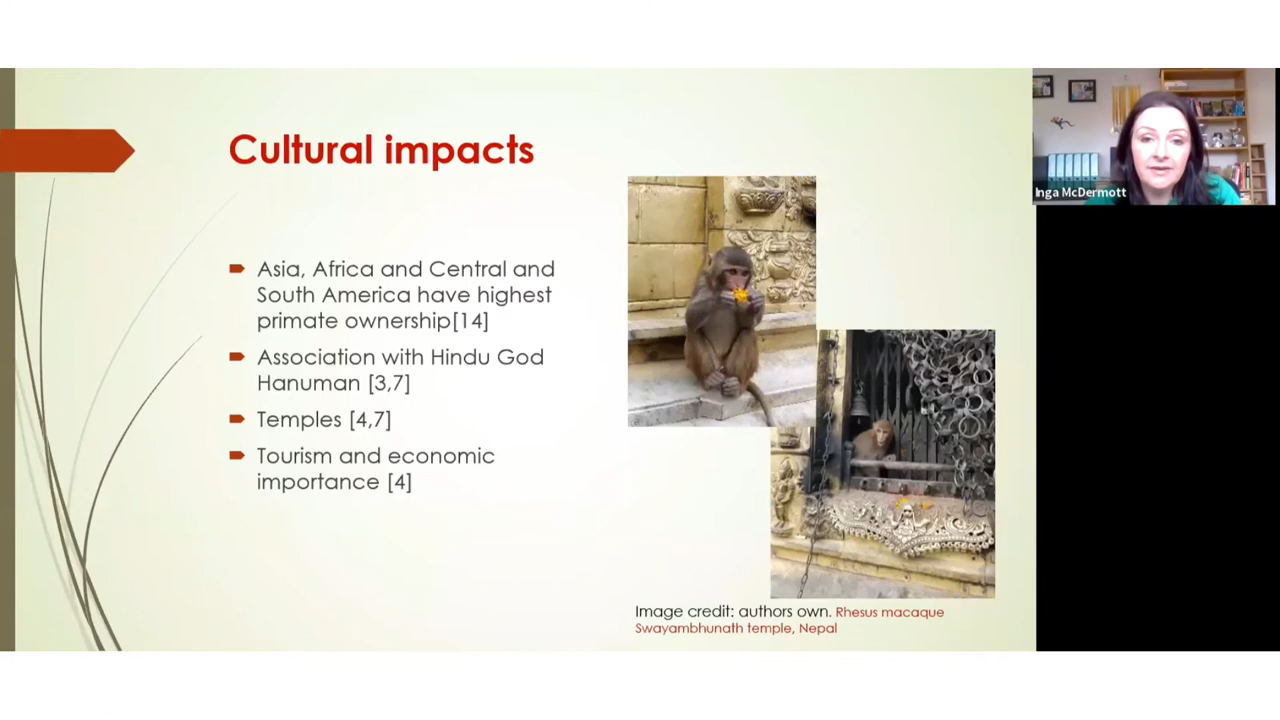 Cultural impacts
Asia, Africa and Central and
South America have highest
primate ownership[14]
Association with Hindu God
Hanuman [3,7]
Temples [4,7]
Tourism and economic
importance [4]
Image credit: authors own. Rhesus macaque
Swayambhunath temple, Nepal
Inga McDermott